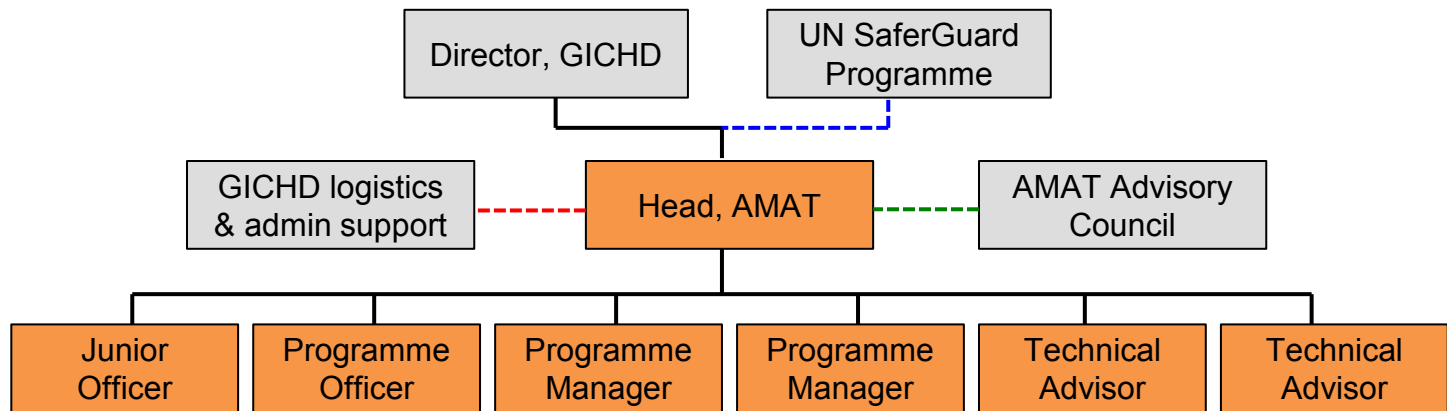 Director, GICHD
UN SaferGuard
Programme
GICHD logistics
& admin support
Head, AMAT
AMAT Advisory
Council
Junior
Officer
Programme
Officer
Programme
Manager
Programme
Manager
Technical
Advisor
Technical
Advisor